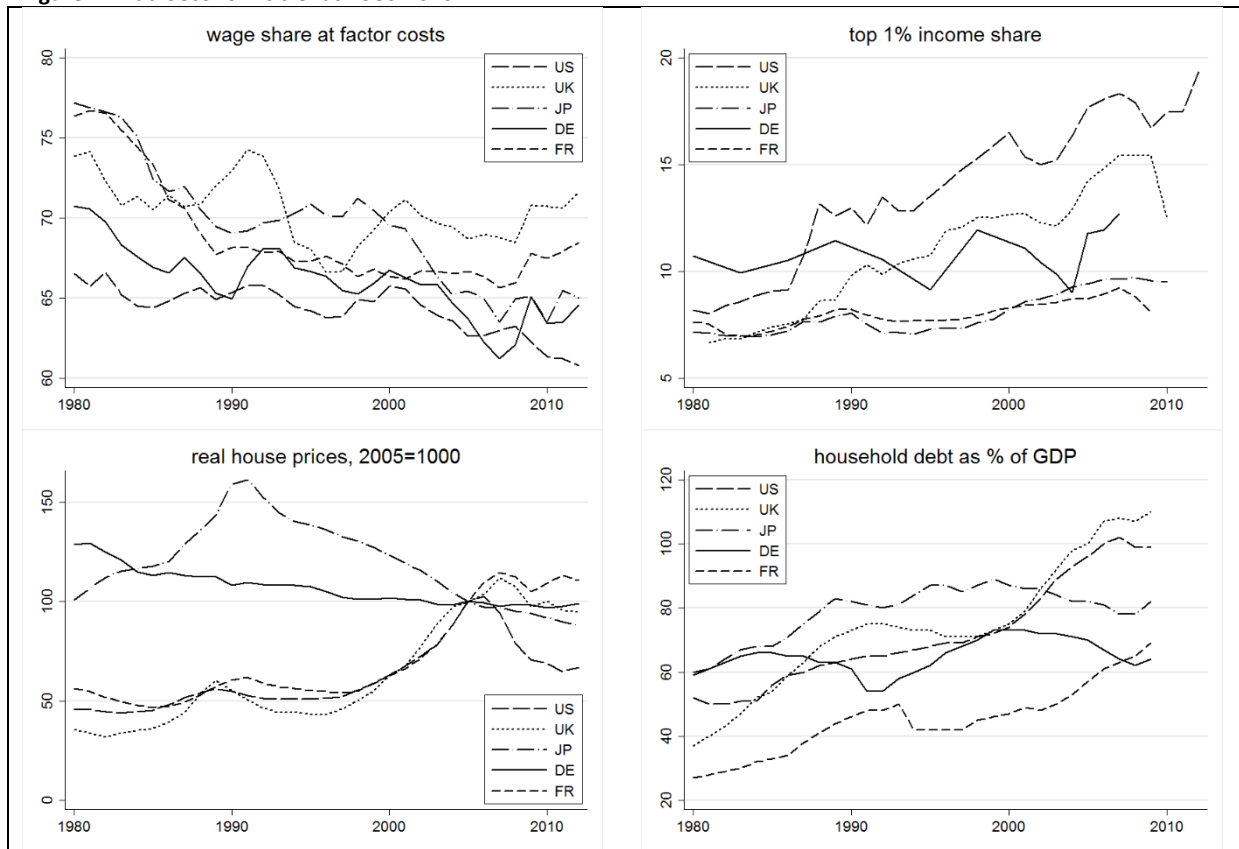 wage share at factor costs
80
75
70
65
60
1980 1990 2000 2010
US
UK
JP
DE
FR
top 1% income share
20
15
10
5
1980 1990 2000 2010
US
UK
JP
DE
FR
real house prices, 2005=1000
150
100
50
0
1980 1990 2000 2010
US
UK
JP
DE
FR
household debt as % of GDP
120
100
80
60
40
20
1980 1990 2000 2010
US
UK
JP
DE
FR